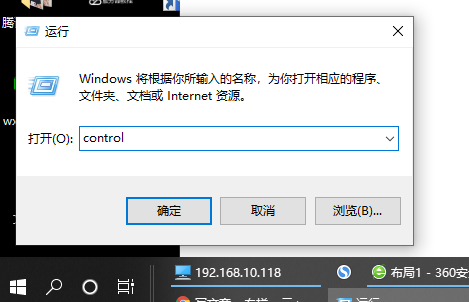 腾
运行
Windows 将根据你所输入的名称，为你打开相应的程序、
文件夹、文档或 Internet 资源。
wx
打开(O): control
确定 取消 浏览(B)...
192.168.10.118 布局1 - 360安
运行